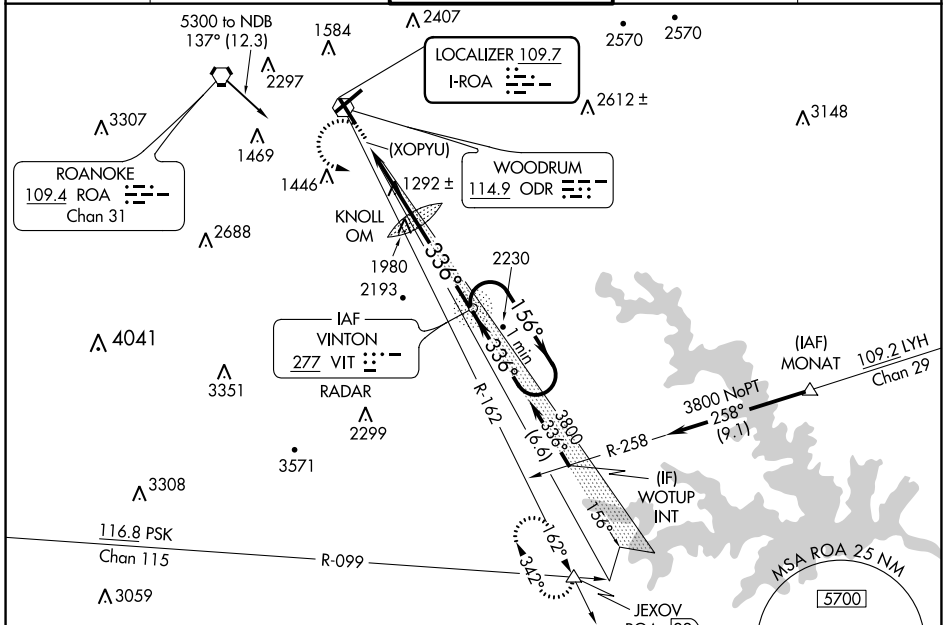 5300 to NDB
137° (12.3)
1584
2407
2570
2570
2297
LOCALIZER 109.7
I-ROA
2612 ±
3148
3307
1469
(XOPYU)
ROANOKE
109.4 ROA
Chan 31
WOODRUM
114.9 ODR
1446
1292 ±
KNOLL
OM
2688
1980
336°
2230
2193
IAF
VINTON
277 VIT
RADAR
156°
1 min
336°
4041
(IAF)
MONAT
109.2 LYH
Chan 29
3351
3800 NoPT
258°
(9.1)
R-162
2299
3800
336°
(6.6)
R-258
3571
(IF)
WOTUP
INT
3308
156°
116.8 PSK
Chan 115
R-099
162°
342°
MSA ROA 25 NM
5700
3059
JEXOV